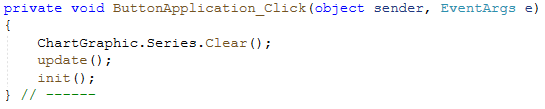 private void ButtonApplication_Click(object sender, EventArgs e)
{
    ChartGraphic.Series.Clear();
    update();
    init();
} // ------